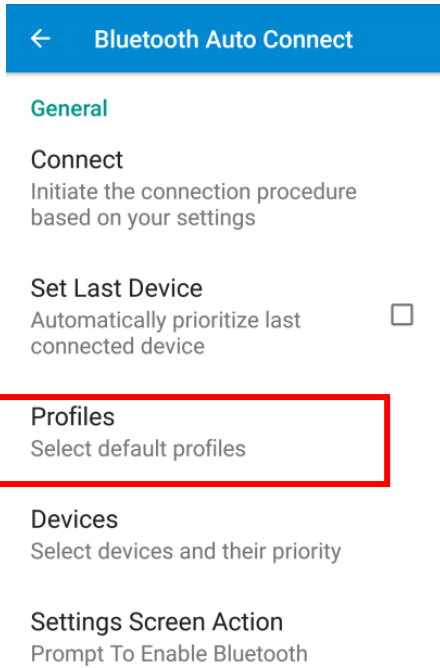 Bluetooth Auto Connect
General
Connect
Initiate the connection procedure
based on your settings
Set Last Device
Automatically prioritize last
connected device
Profiles
Select default profiles
Devices
Select devices and their priority
Settings Screen Action
Prompt To Enable Bluetooth